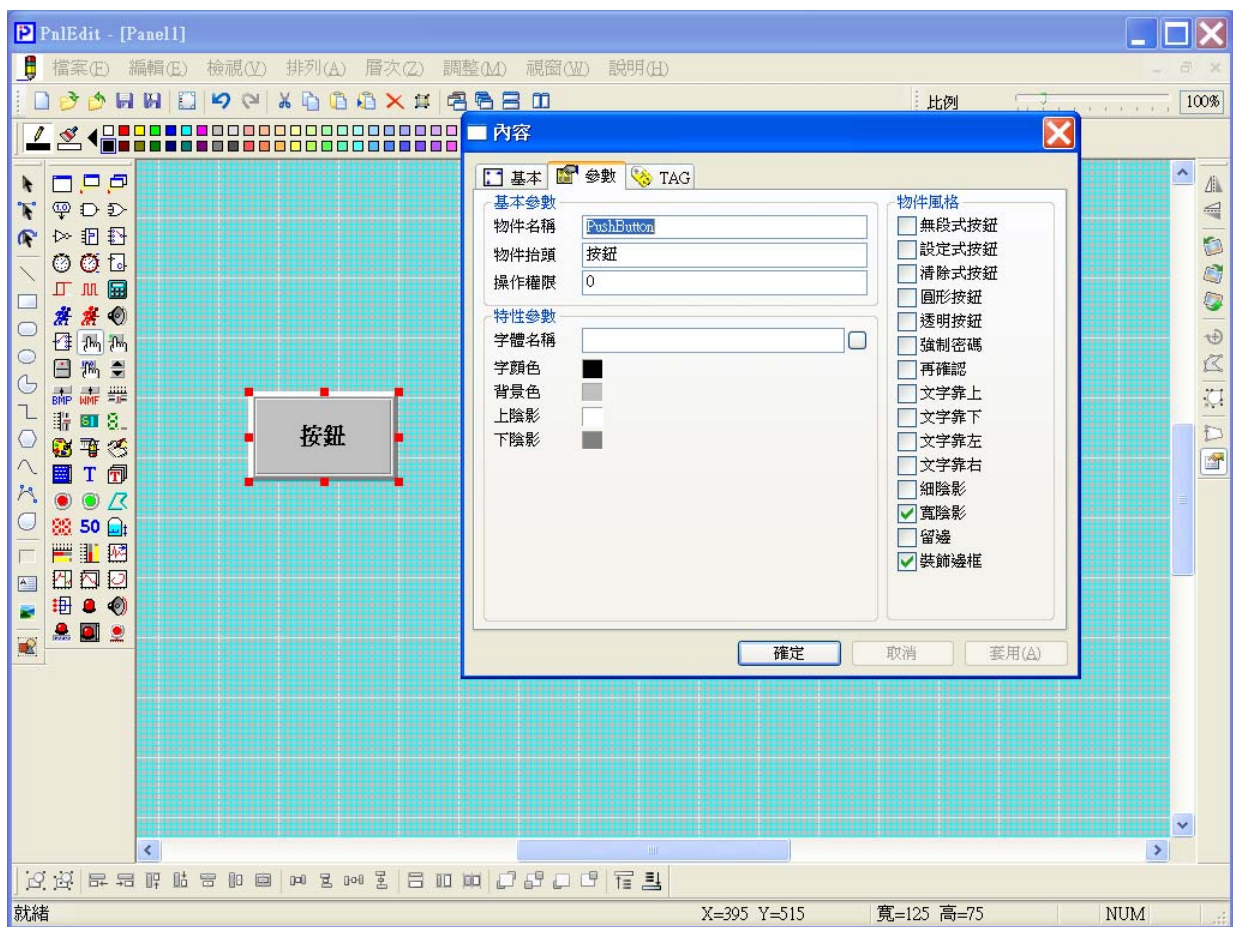 PnlEdit - [Panel1]
檔案(F) 編輯(E) 檢視(V) 排列(A) 層次(Z) 調整(M) 視窗(W) 說明(H)
比例 100%
內容
基本 參數 TAG
基本參數
物件名稱 PushButton
物件抬頭 按鈕
操作權限 0
特性參數
字體名稱
字顏色
背景色
上陰影
下陰影
物件風格
無段式按鈕
設定式按鈕
清除式按鈕
圓形按鈕
透明按鈕
強制密碼
再確認
文字靠上
文字靠下
文字靠左
文字靠右
細陰影
寬陰影
留邊
裝飾邊框
確定 取消 套用(A)
按鈕
BMP WMF
T
50
就緒 X=395 Y=515 寬=125 高=75 NUM